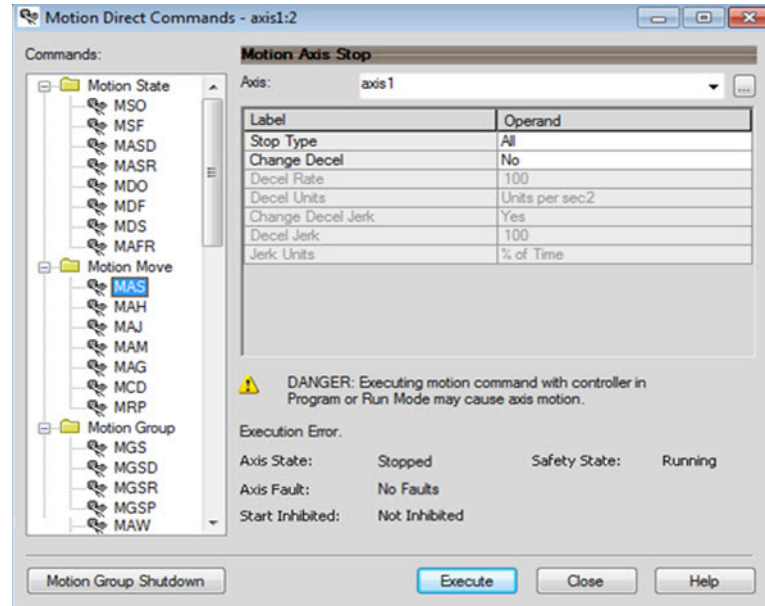 Motion Direct Commands - axis1:2
Commands:
Motion State
MSO
MSF
MASD
MASR
MDO
MDF
MDS
MAFR
Motion Move
MAS
MAH
MAJ
MAM
MAG
MCD
MRP
Motion Group
MGS
MGSD
MGSR
MGSP
MAW
Motion Axis Stop
Axis: axis1 ...
Label Operand
Stop Type All
Change Decel No
Decel Rate 100
Decel Units Units per sec2
Change Decel Jerk Yes
Decel Jerk 100
Jerk Units % of Time
DANGER: Executing motion command with controller in
Program or Run Mode may cause axis motion.
Execution Error.
Axis State: Stopped Safety State: Running
Axis Fault: No Faults
Start Inhibited: Not Inhibited
Motion Group Shutdown Execute Close Help